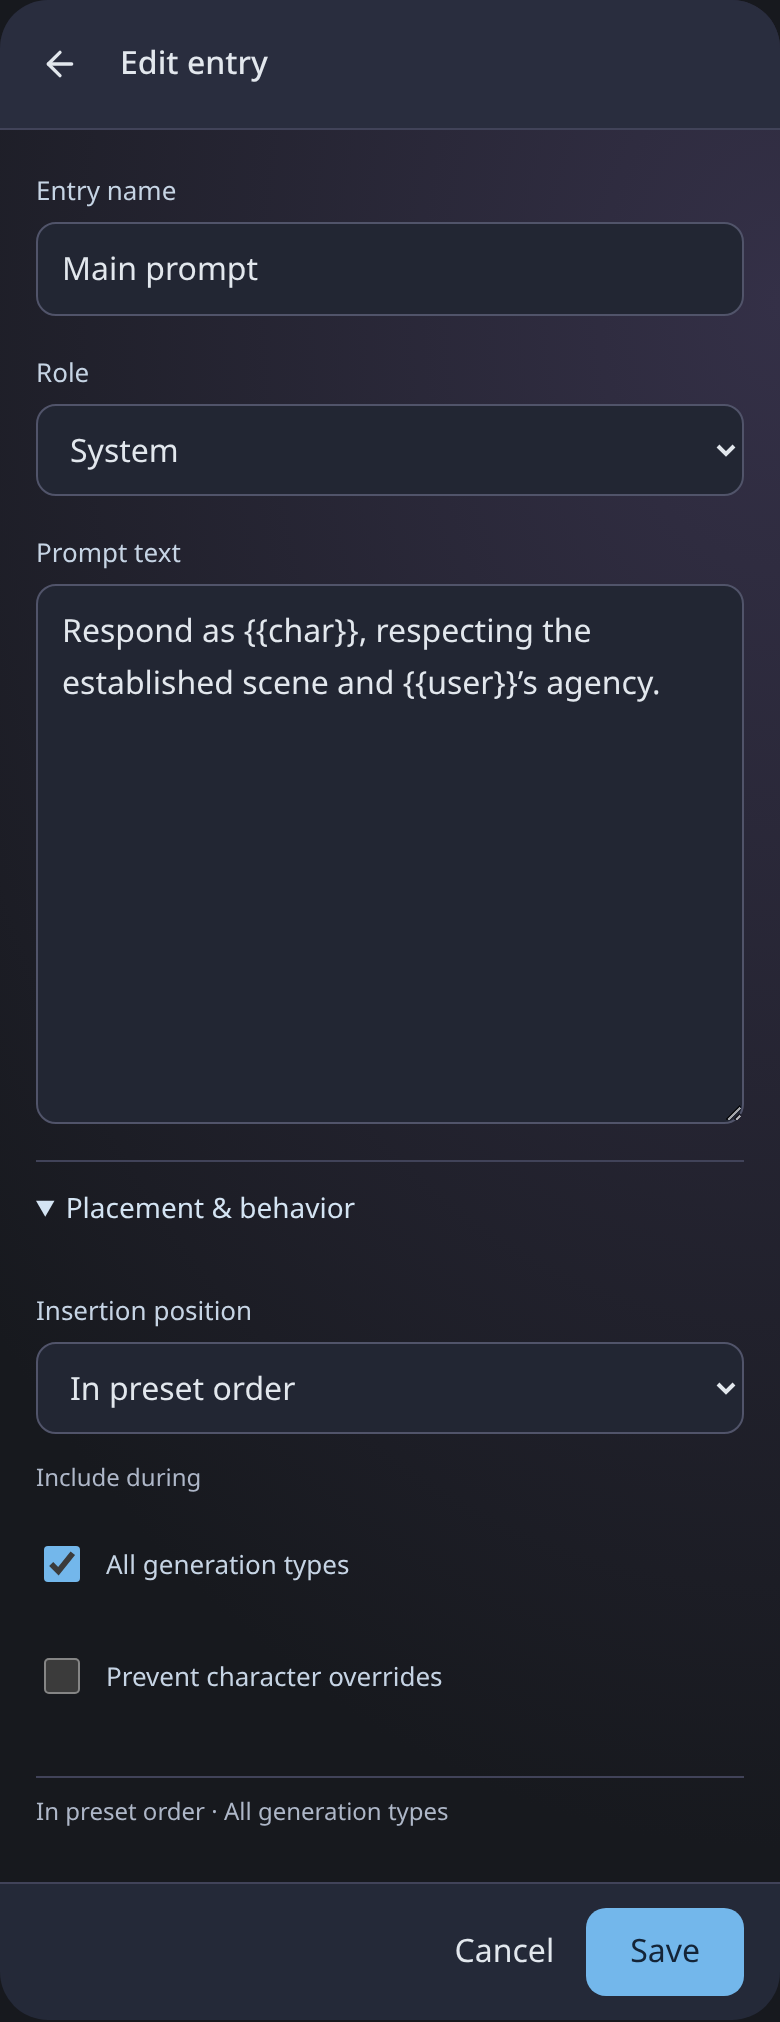 Edit entry
Entry name
Main prompt
Role
System
Prompt text
Respond as {{char}}, respecting the
established scene and {{user}}’s agency.
Placement & behavior
Insertion position
In preset order
Include during
All generation types
Prevent character overrides
In preset order · All generation types
Cancel
Save